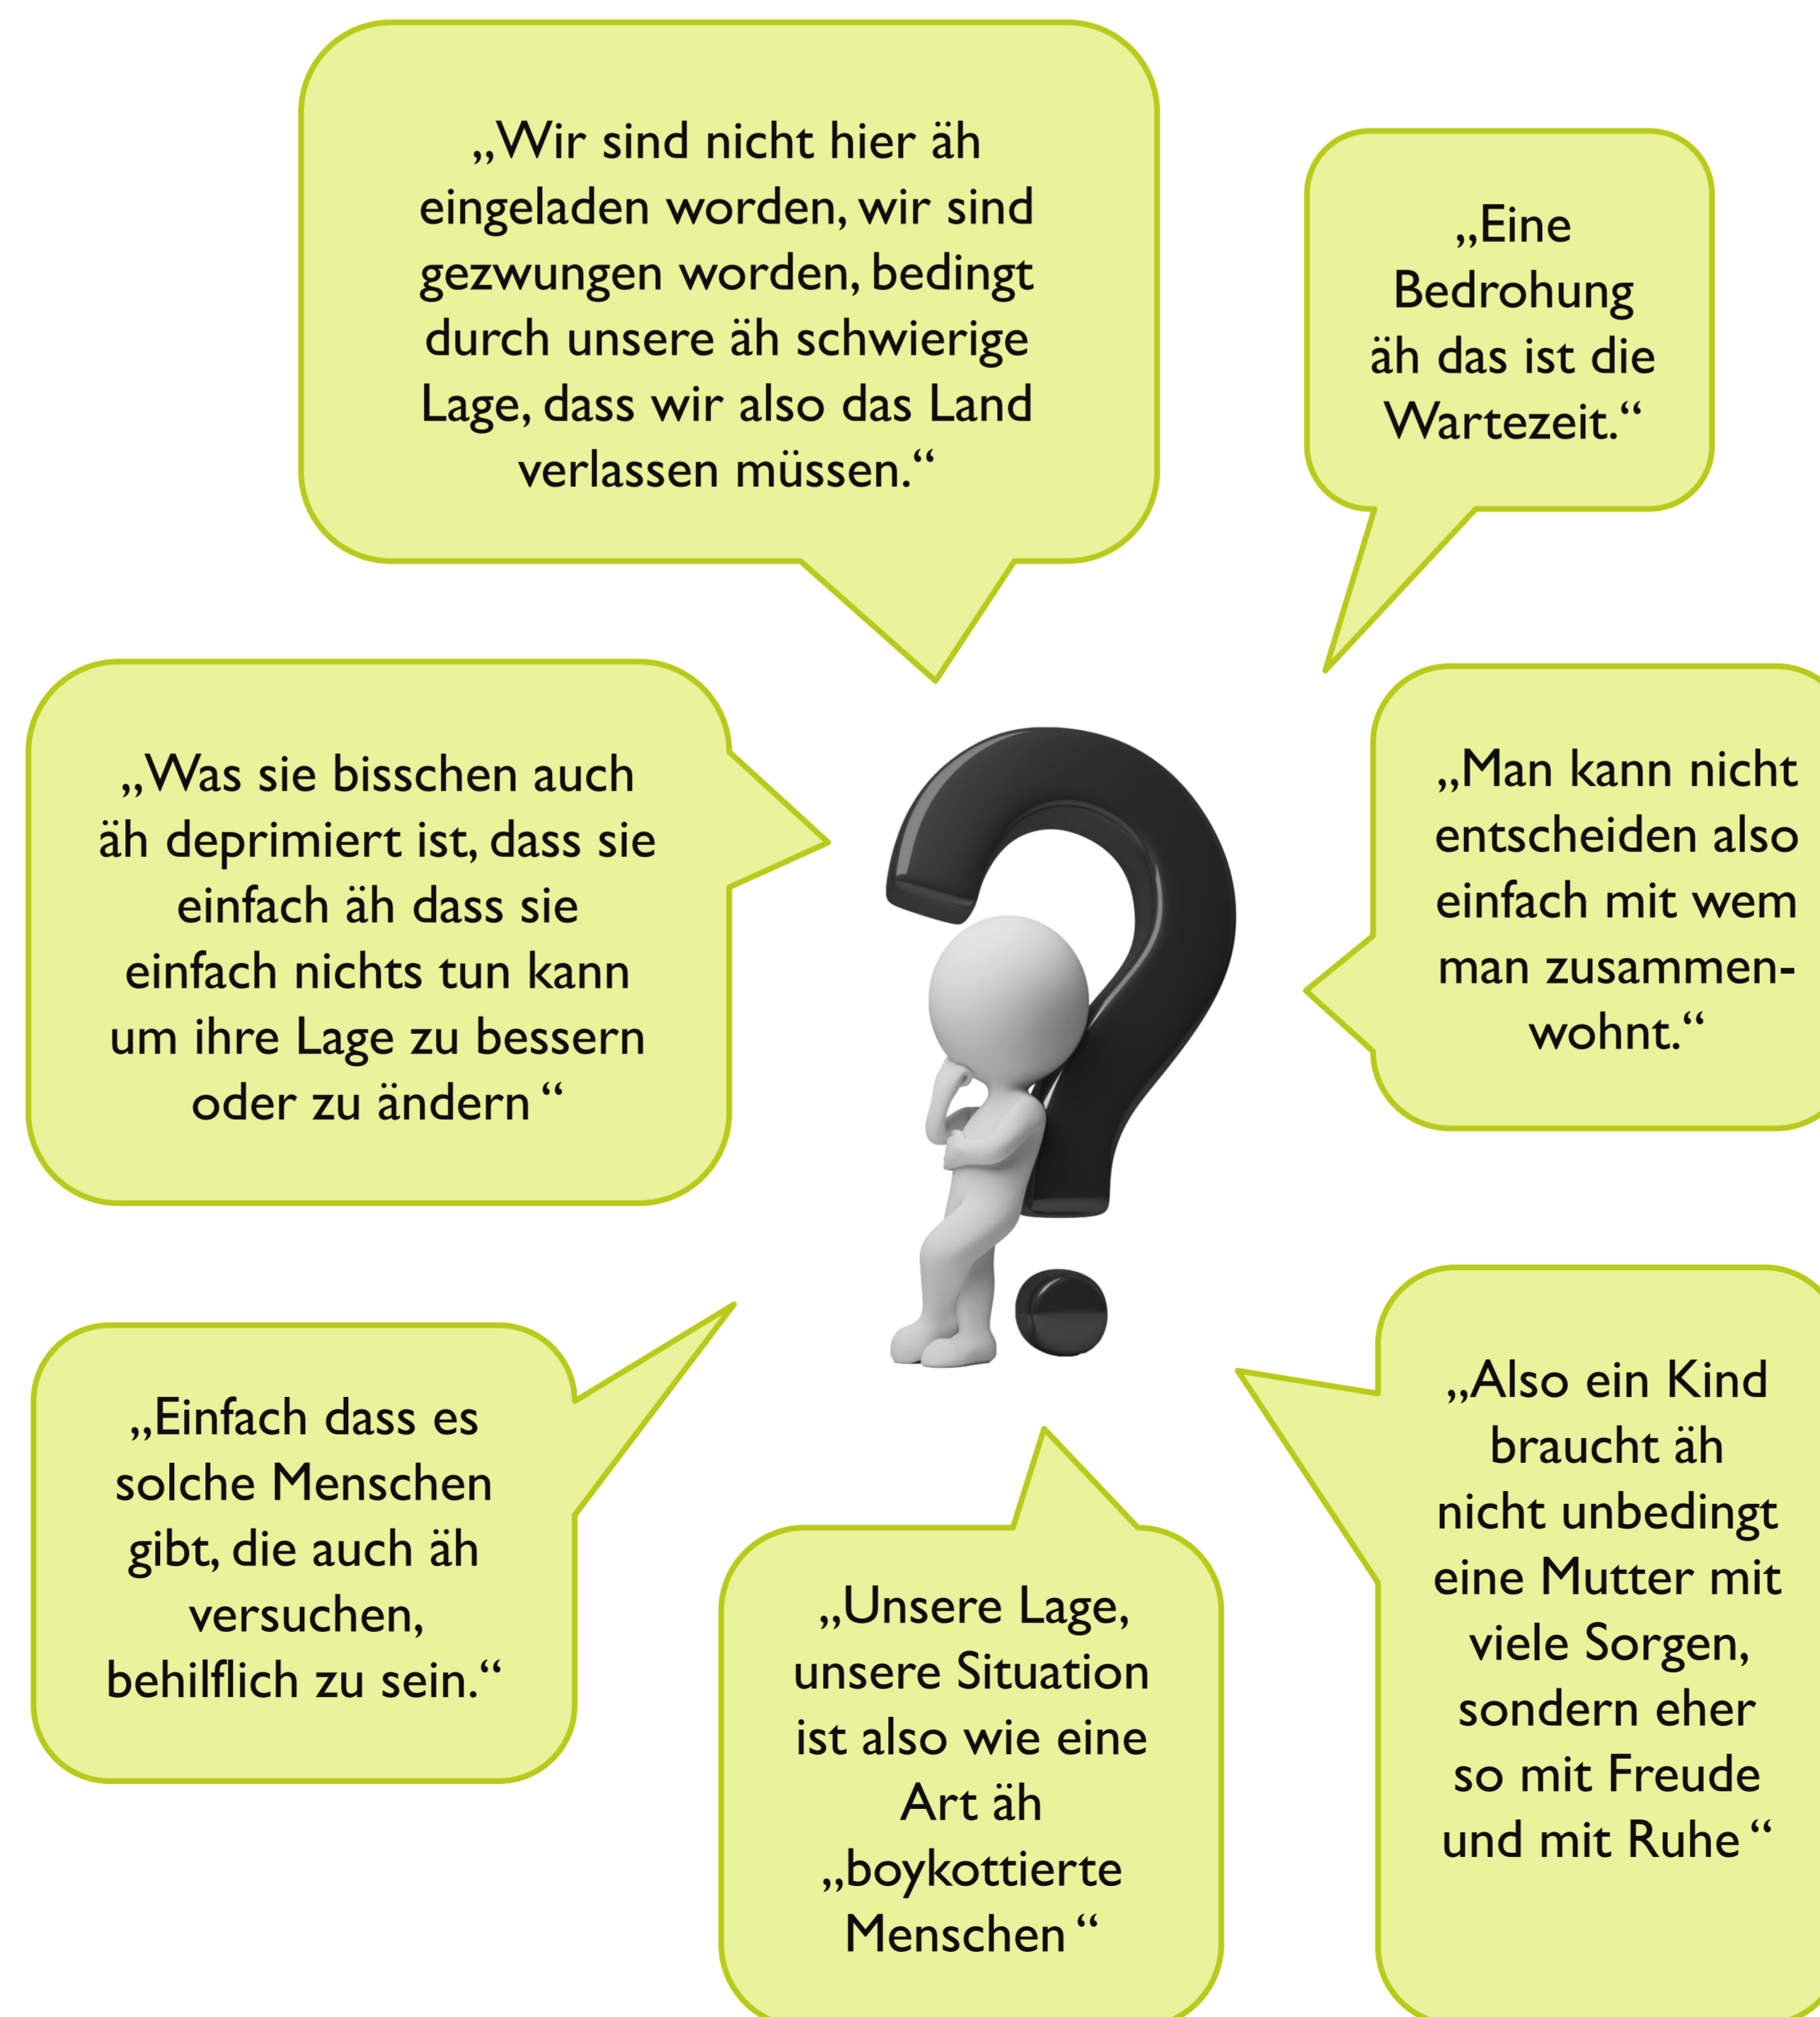 „Wir sind nicht hier äh
eingeladen worden, wir sind
gezwungen worden, bedingt
durch unsere äh schwierige
Lage, dass wir also das Land
verlassen müssen.“
„Eine
Bedrohung
äh das ist die
Wartezeit.“
„Was sie bisschen auch
äh deprimiert ist, dass sie
einfach äh dass sie
einfach nichts tun kann
um ihre Lage zu bessern
oder zu ändern “
„Man kann nicht
entscheiden also
einfach mit wem
man zusammen-
wohnt.“
„Einfach dass es
solche Menschen
gibt, die auch äh
versuchen,
behilflich zu sein.“
„Unsere Lage,
unsere Situation
ist also wie eine
Art äh
„boykottierte
Menschen “
„Also ein Kind
braucht äh
nicht unbedingt
eine Mutter mit
viele Sorgen,
sondern eher
so mit Freude
und mit Ruhe “